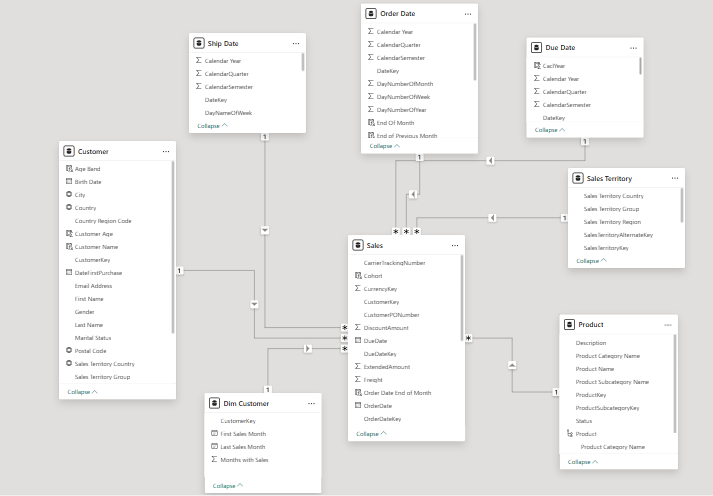 Ship Date
Calendar Year
CalendarQuarter
CalendarSemester
DateKey
DayNameOfWeek
Collapse
1
Order Date
Calendar Year
CalendarQuarter
CalendarSemester
DateKey
DayNumberOfMonth
DayNumberOfWeek
DayNumberOfYear
End Of Month
End of Previous Month
Collapse
1
Due Date
CaclYear
Calendar Year
CalendarQuarter
CalendarSemester
DateKey
Collapse
1
Customer
Age Band
Birth Date
City
Country
Country Region Code
Customer Age
Customer Name
CustomerKey
DateFirstPurchase
Email Address
First Name
Gender
Last Name
Marital Status
Postal Code
Sales Territory Country
Sales Territory Group
Collapse
1
Sales Territory
Sales Territory Country
Sales Territory Group
Sales Territory Region
SalesTerritoryAlternateKey
SalesTerritoryKey
Collapse
1
* * *
Sales
CarrierTrackingNumber
Cohort
CurrencyKey
CustomerKey
CustomerPONumber
DiscountAmount
DueDate
DueDateKey
ExtendedAmount
Freight
Order Date End of Month
OrderDate
OrderDateKey
Collapse
*
*
*
*
Product
Description
Product Category Name
Product Name
Product Subcategory Name
ProductKey
ProductSubcategoryKey
Status
Product
Product Category Name
Collapse
1
1
Dim Customer
CustomerKey
First Sales Month
Last Sales Month
Months with Sales
Collapse